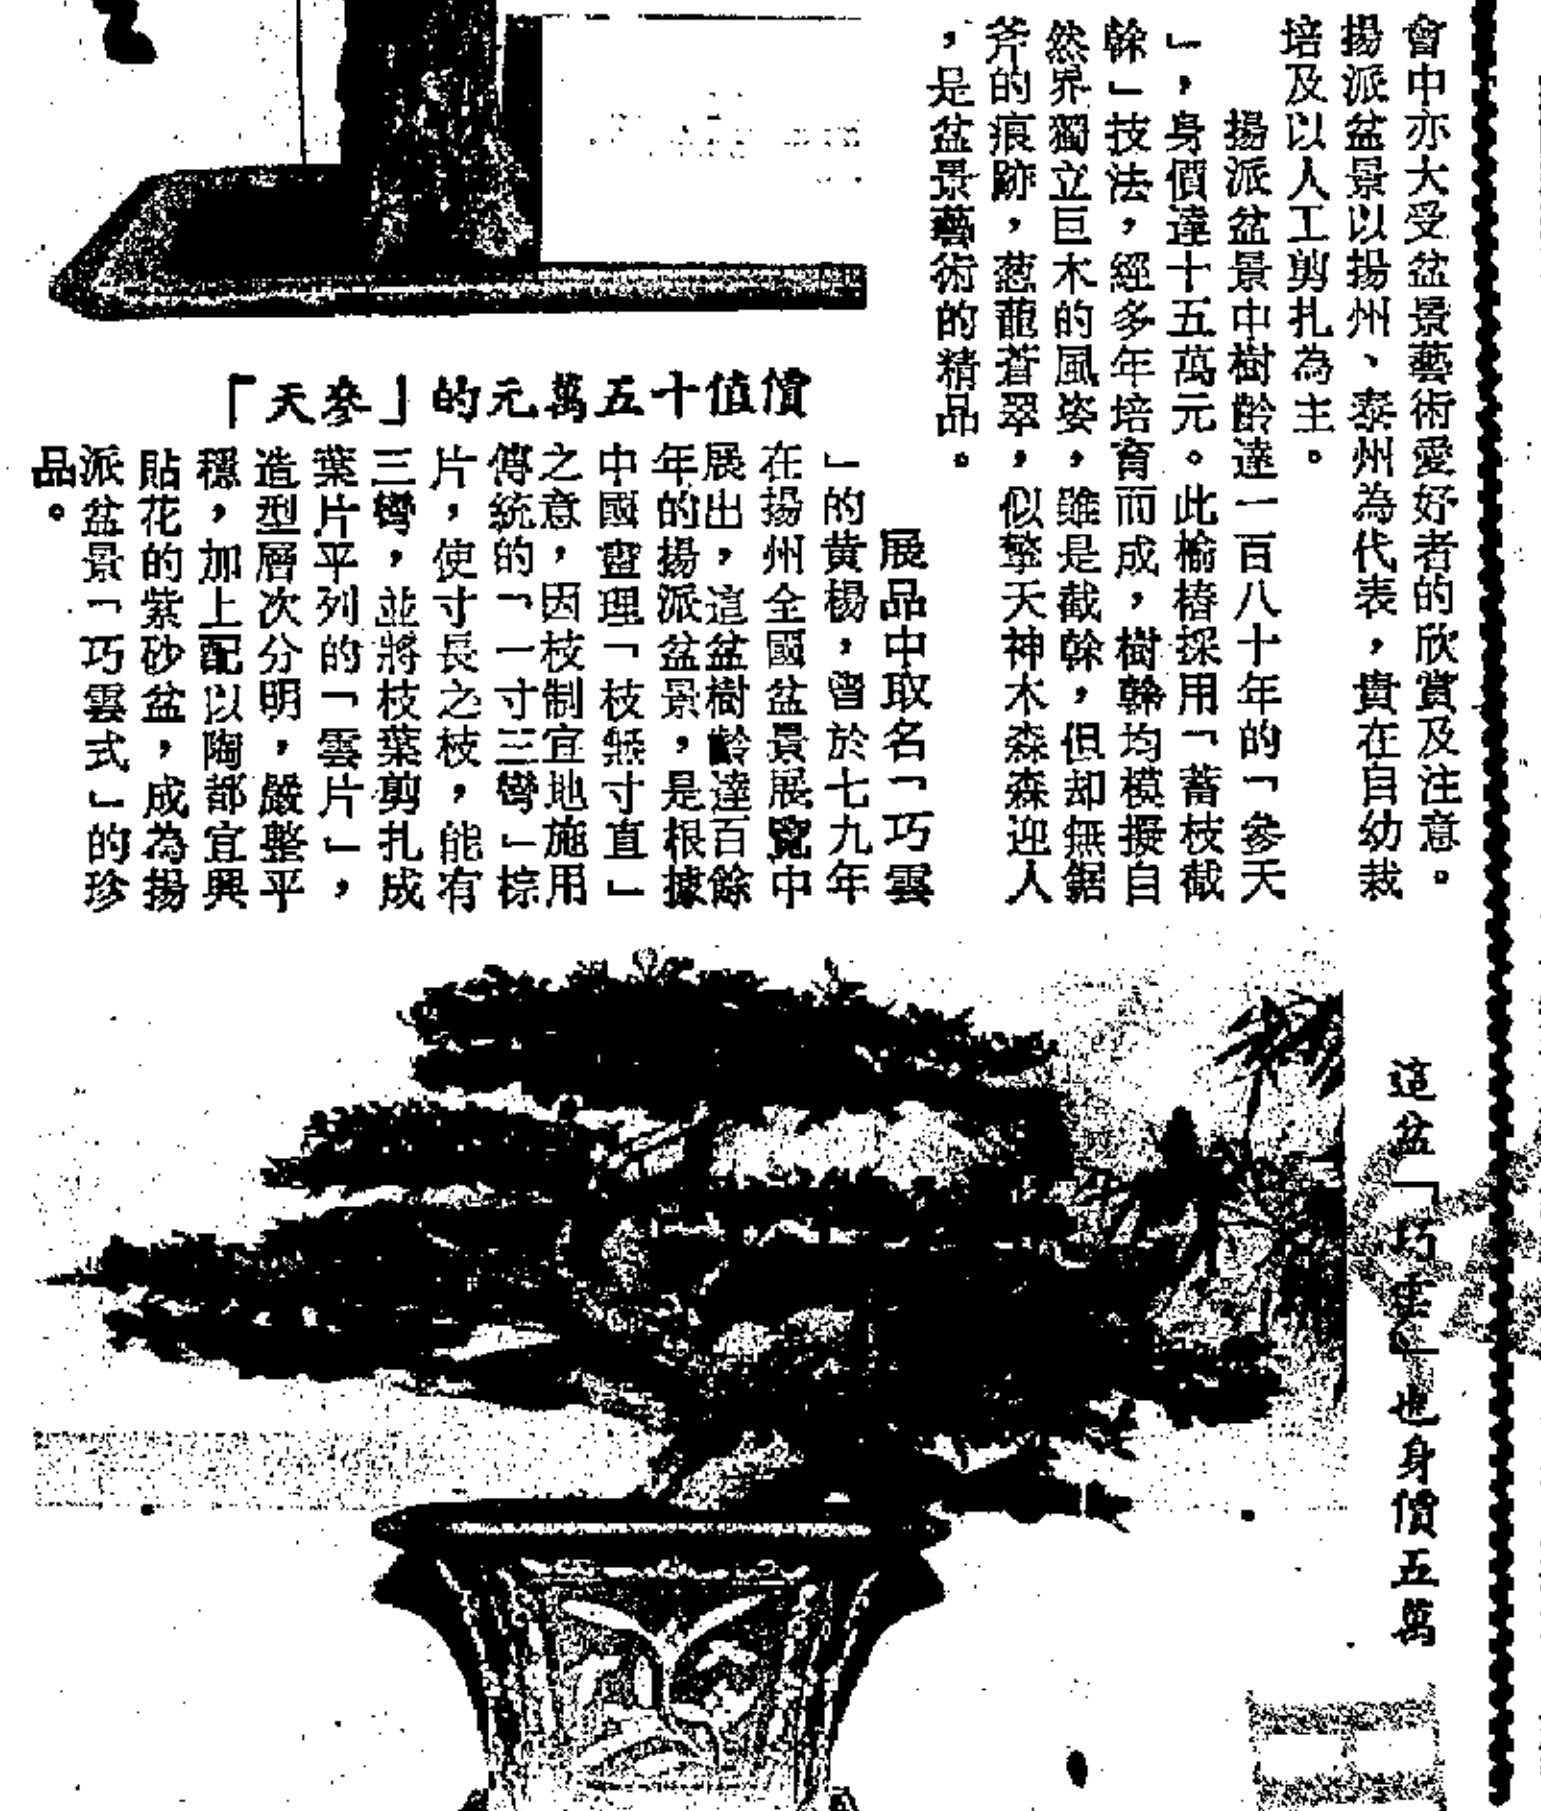 會中亦大受盆景藝術愛好者的欣賞及注意。
揚派盆景以揚州、泰州為代表，貴在自幼栽
培及以人工剪扎為主。
揚派盆景中樹齡達一百八十年的「參天
」，身價達十五萬元。此榆樁採用「蓄枝截
榦」技法，經多年培育而成，樹榦均模擬自
然界獨立巨木的風姿，雖是截榦，但却無鋸
斧的痕跡，葱蘢蒼翠，似擎天神木森森迎人
，是盆景藝術的精品。
價值十五萬元的「參天」
展品中取名「巧雲
」的黄楊，曾於七九年
在揚州全國盆景展覽中
展出，這盆樹齡達百餘
年的揚派盆景，是根據
中國畫理「枝無寸直」
之意，因枝制宜地施用
傳統的「一寸三彎」棕
片，使寸長之枝，能有
三彎，並將枝葉剪扎成
葉片平列的「雲片」，
造型層次分明，嚴整平
穩，加上配以陶都宜興
貼花的紫砂盆，成為揚
派盆景「巧雲式」的珍
品。
這盆「巧雲」也身價五萬